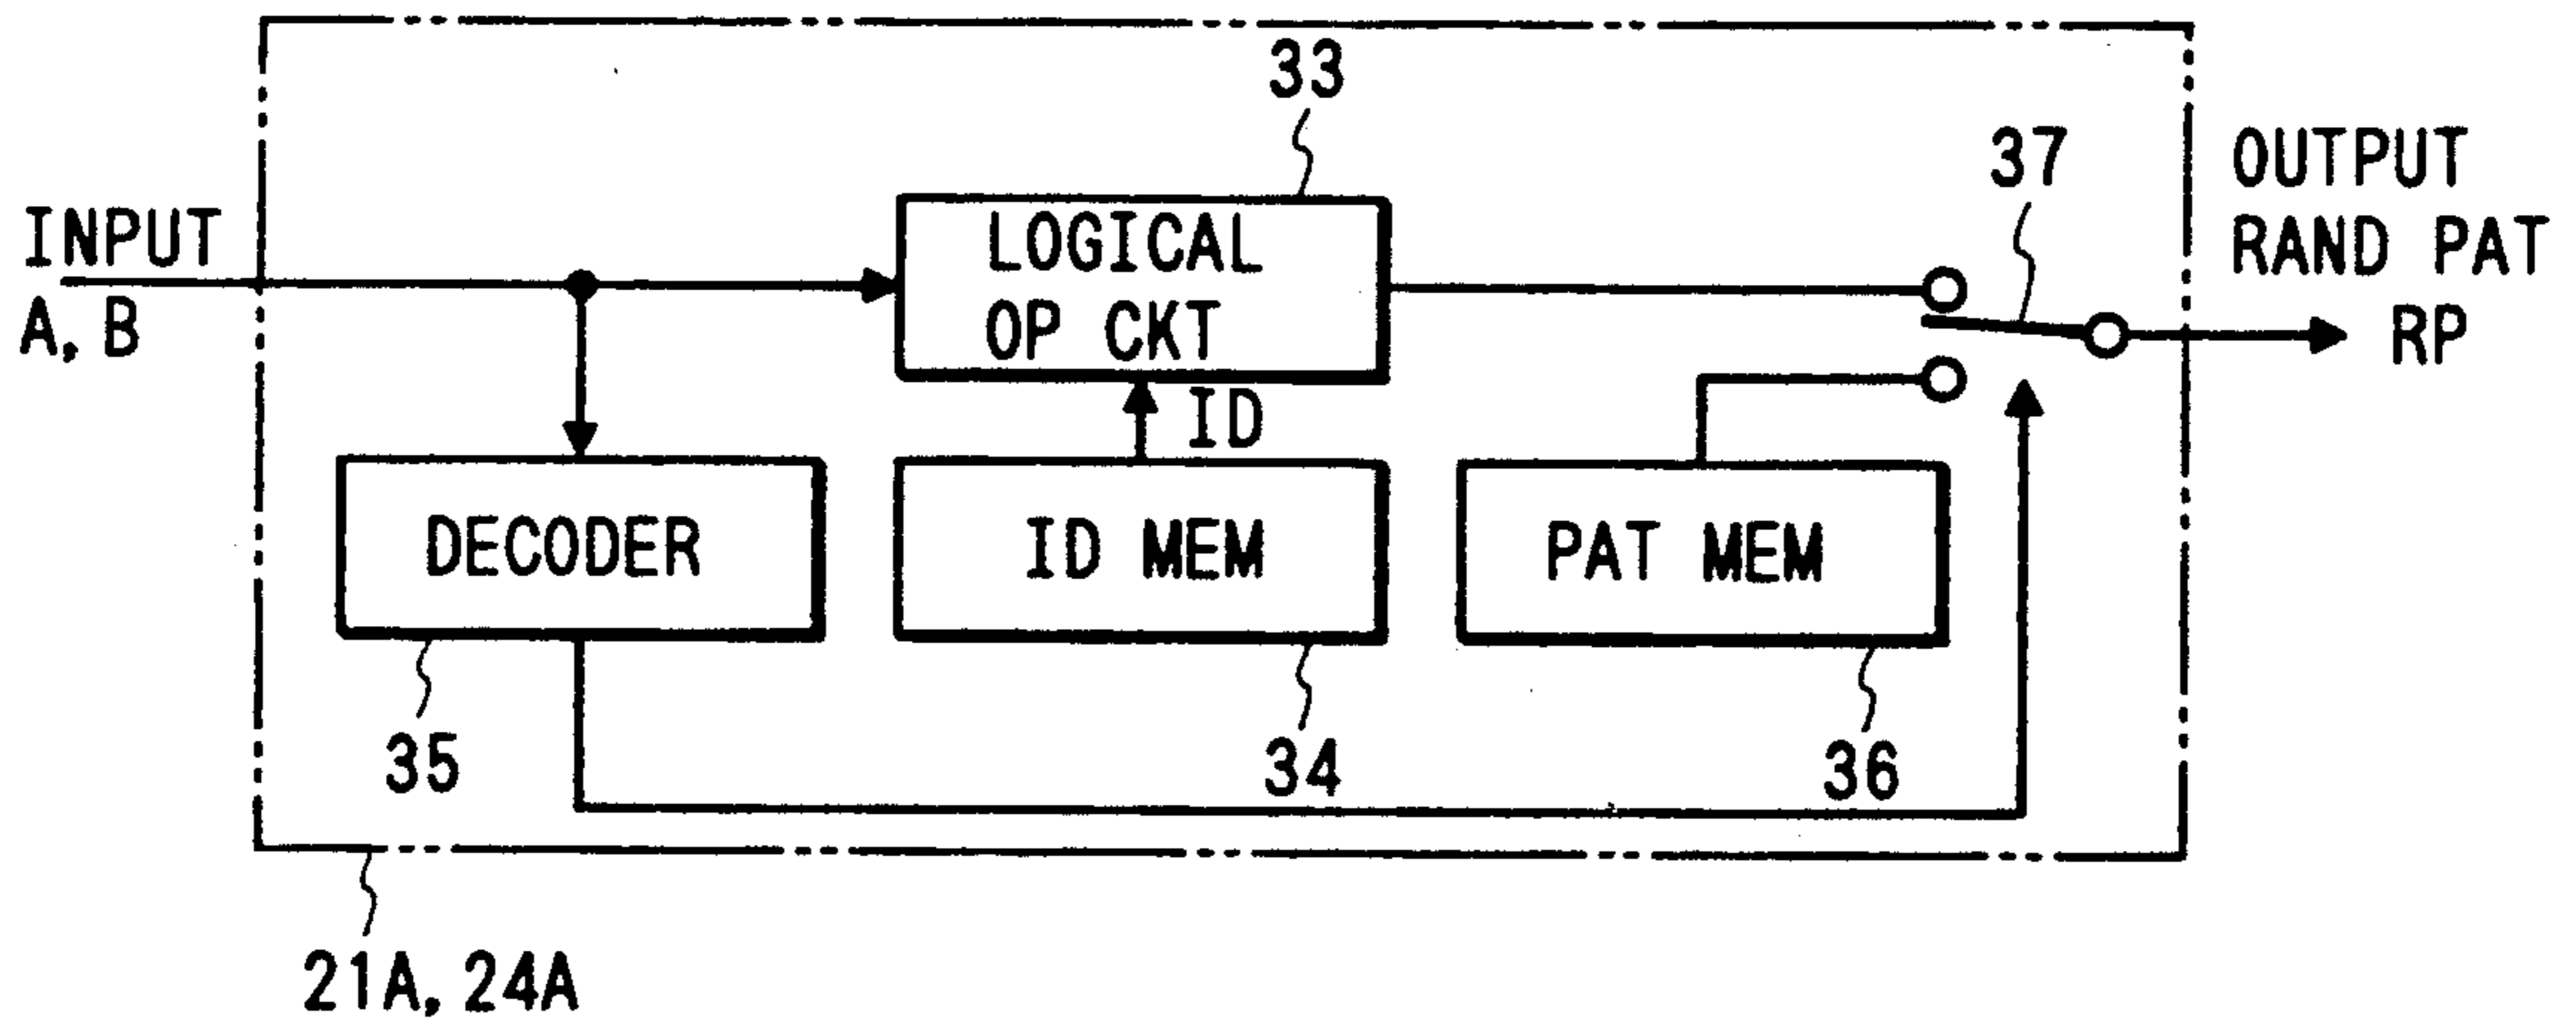 33
37
OUTPUT
RAND PAT
RP
INPUT
A, B
LOGICAL
OP CKT
ID
DECODER
ID MEM
PAT MEM
35
34
36
21A, 24A